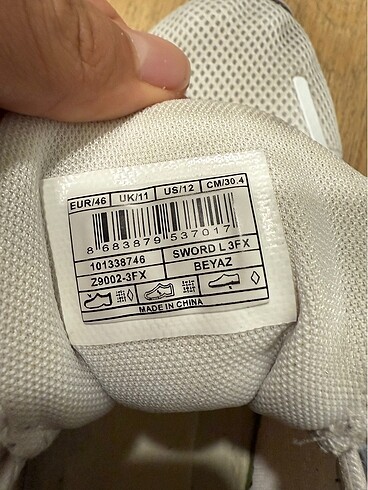 EUR/46 UK/11 US/12 CM/30.4
8 683879 537017
101338746 SWORD L 3FX
Z9002-3FX BEYAZ
MADE IN CHINA